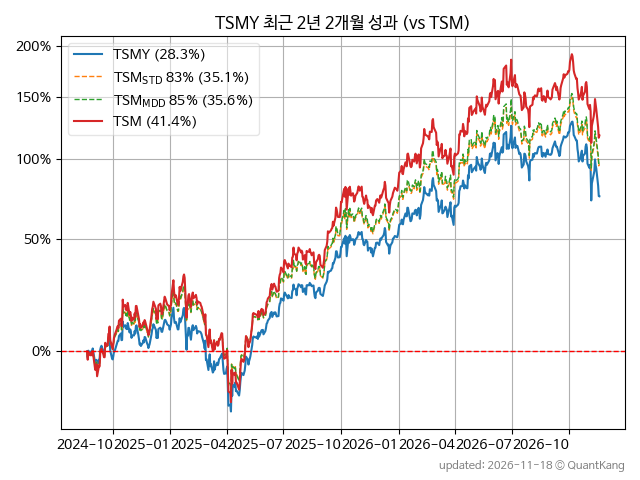 TSMY 최근 2년 2개월 성과 (vs TSM)
200%
150%
100%
50%
0%
TSMY (28.3%)
TSM_STD 83% (35.1%)
TSM_MDD 85% (35.6%)
TSM (41.4%)
2024-10 2025-01 2025-04 2025-07 2025-10 2026-01 2026-04 2026-07 2026-10
updated: 2026-11-18 © QuantKang